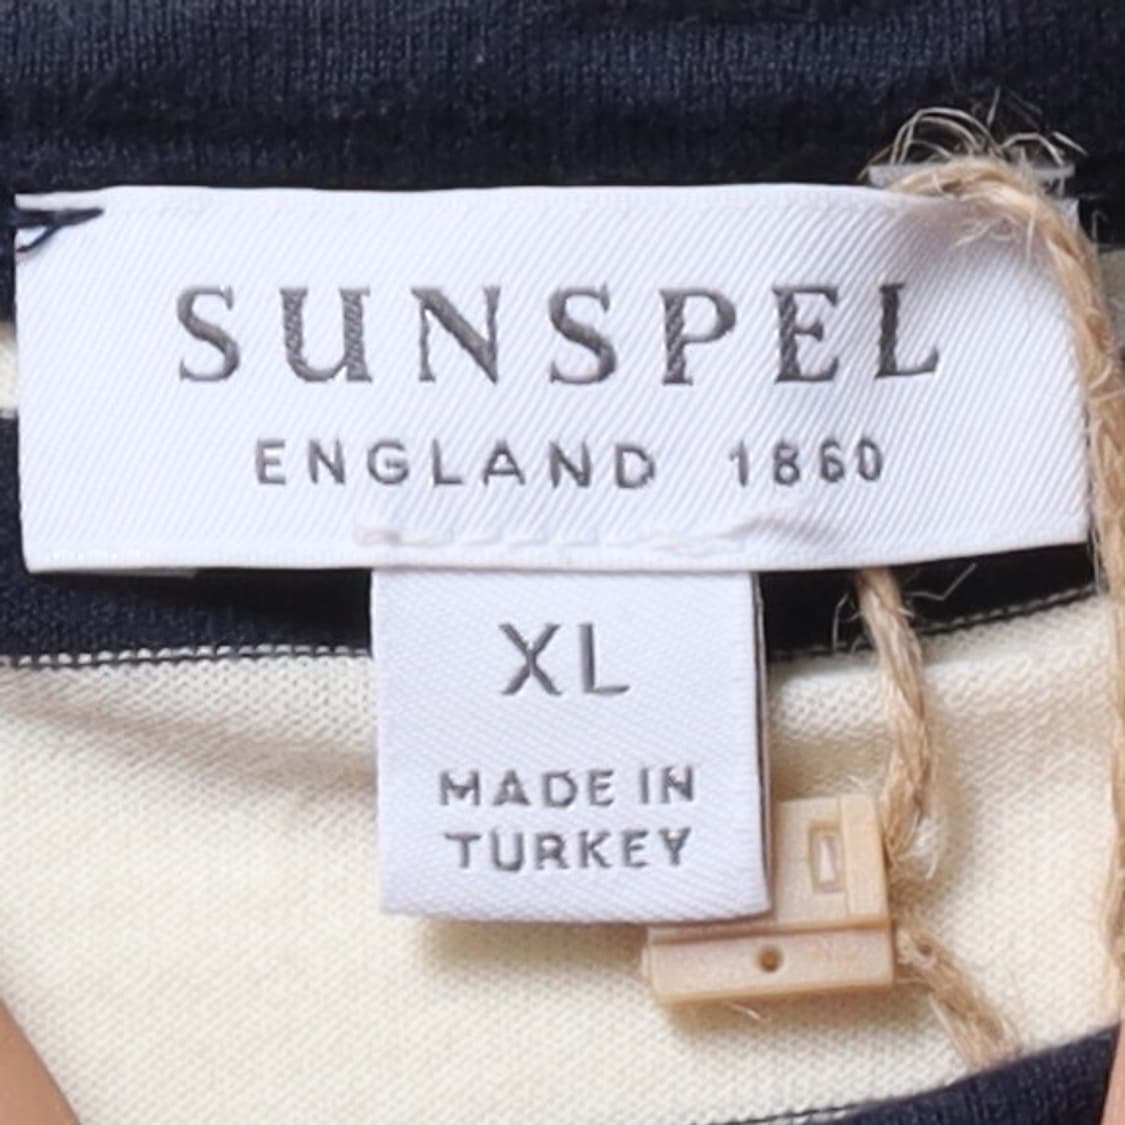 SUNSPEL
ENGLAND 1860
XL
MADE IN
TURKEY